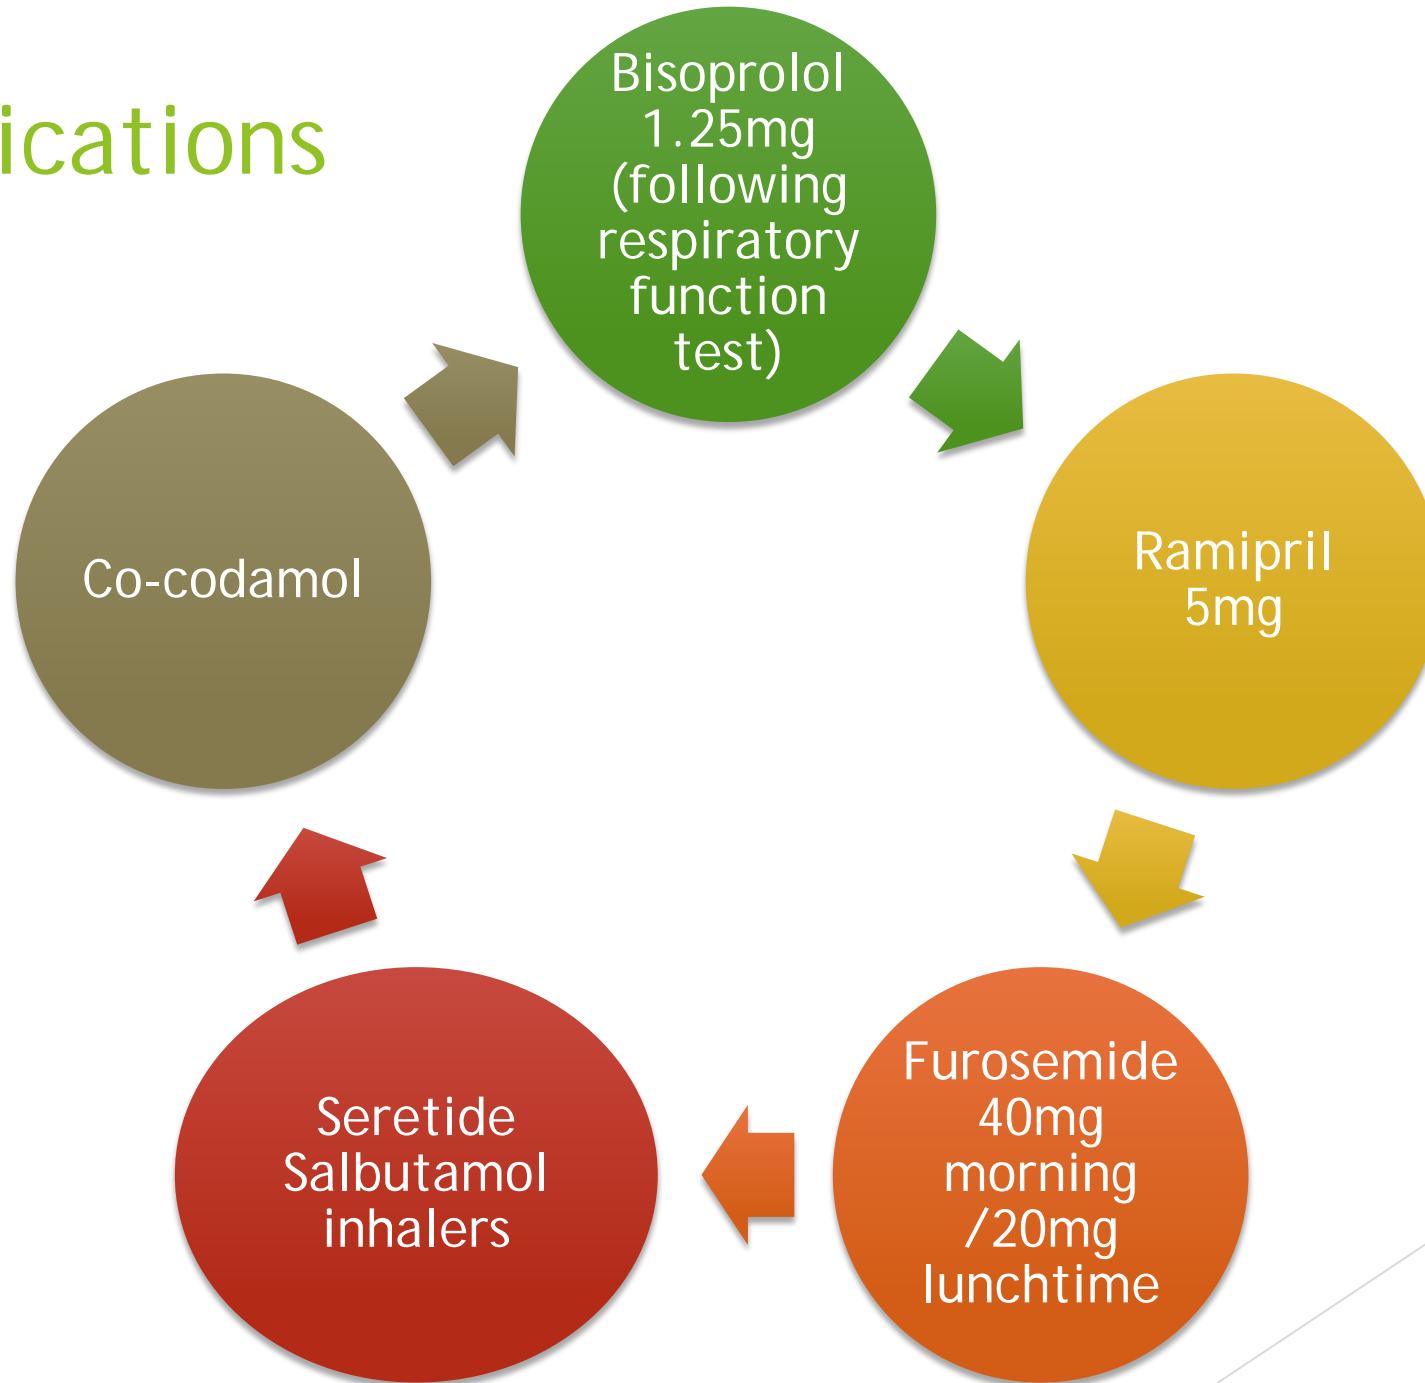 ications
Bisoprolol
1.25mg
(following
respiratory
function
test)
Ramipril
5mg
Furosemide
40mg
morning
/20mg
lunchtime
Seretide
Salbutamol
inhalers
Co-codamol